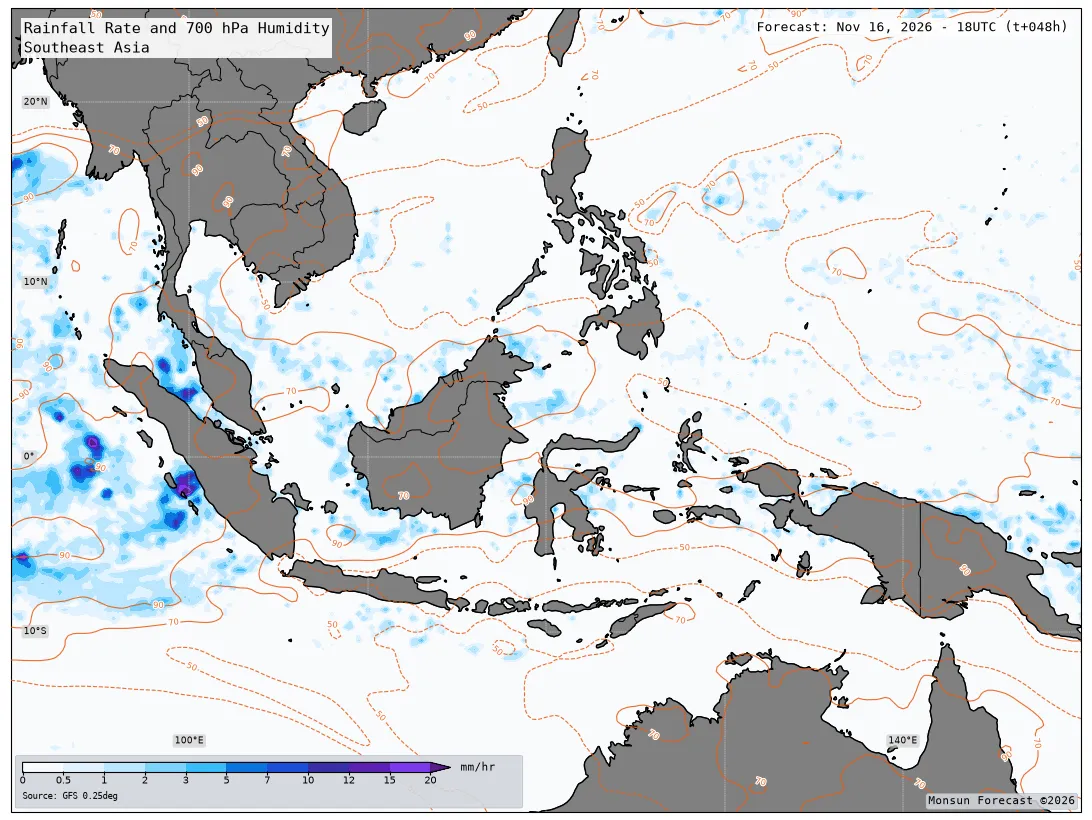 Rainfall Rate and 700 hPa Humidity
Southeast Asia
Forecast: Nov 16, 2026 - 18UTC (t+048h)
20°N
10°N
0°
10°S
100°E
140°E
0 0.5 1 2 3 5 7 10 12 15 20 mm/hr
Source: GFS 0.25deg
Monsun Forecast ©2026